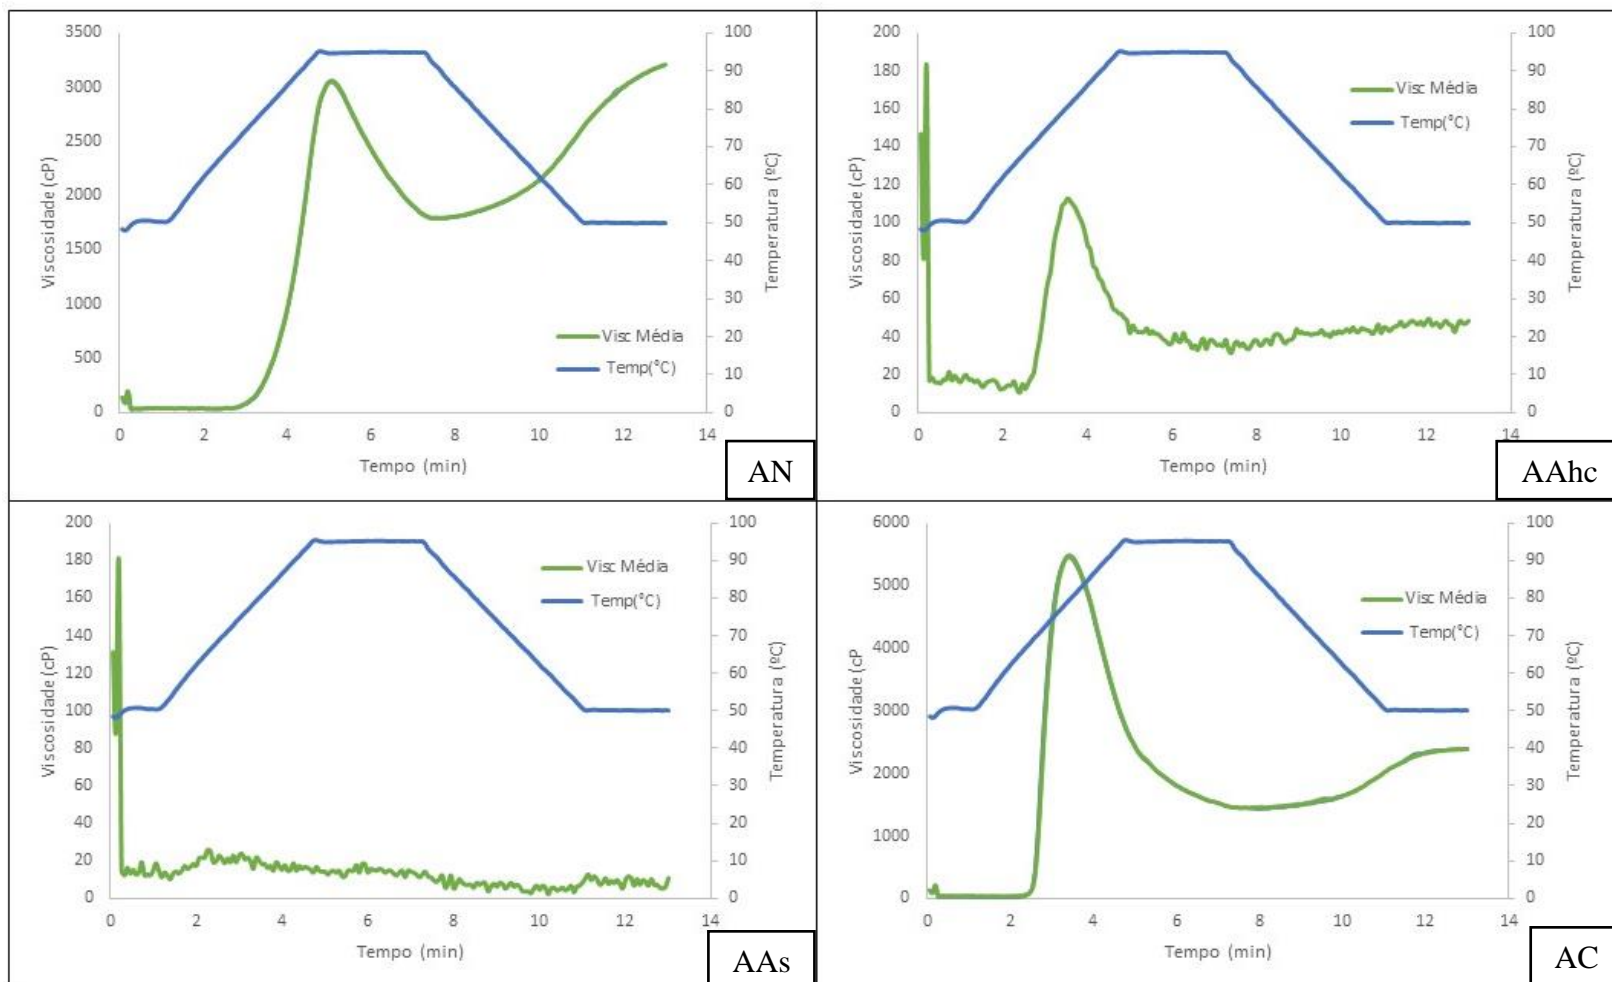 3500
3000
2500
2000
1500
1000
500
0
Viscosidade (cP)
100
90
80
70
60
50
40
30
20
10
0
Temperatura (ºC)
Visc Média
Temp(°C)
0 2 4 6 8 10 12 14
Tempo (min)
AN
200
180
160
140
120
100
80
60
40
20
0
Viscosidade (cP)
100
90
80
70
60
50
40
30
20
10
0
Temperatura (ºC)
Visc Média
Temp(°C)
0 2 4 6 8 10 12 14
Tempo (min)
AAhc
200
180
160
140
120
100
80
60
40
20
0
Viscosidade (cP)
100
90
80
70
60
50
40
30
20
10
0
Temperatura (ºC)
Visc Média
Temp(°C)
0 2 4 6 8 10 12 14
Tempo (min)
AAs
6000
5000
4000
3000
2000
1000
0
Viscosidade (cP
100
90
80
70
60
50
40
30
20
10
0
Temperatura (ºC)
Visc Média
Temp(°C)
0 2 4 6 8 10 12 14
Tempo (min)
AC